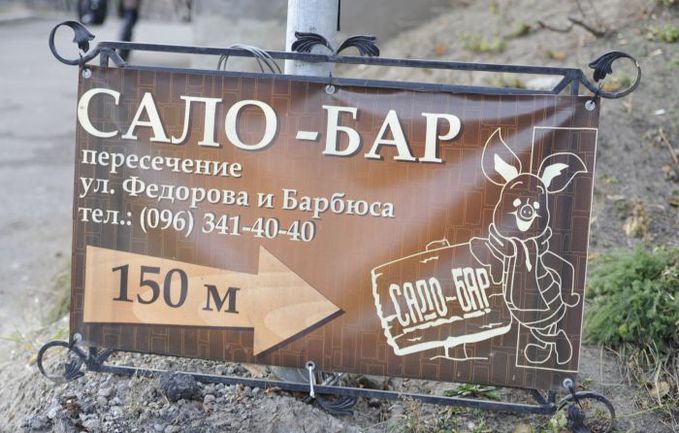 САЛО -БАР
пересечение
ул. Федорова и Барбюса
тел.: (096) 341-40-40
150 м
САЛО-БАР